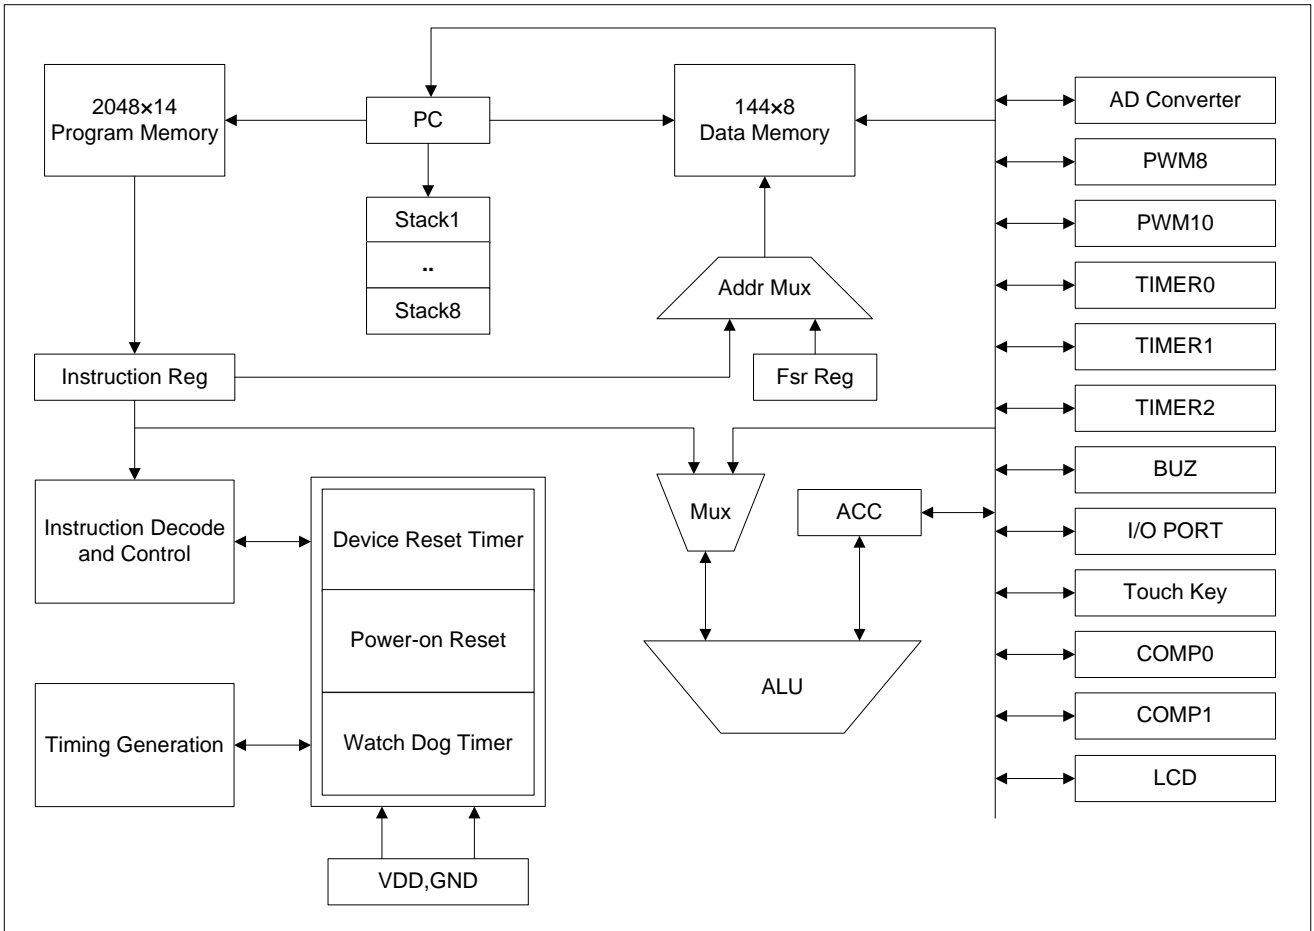 2048×14
Program Memory
PC
144×8
Data Memory
Stack1
..
Stack8
Addr Mux
Instruction Reg
Fsr Reg
Mux
ACC
ALU
Instruction Decode
and Control
Device Reset Timer
Power-on Reset
Watch Dog Timer
Timing Generation
VDD,GND
AD Converter
PWM8
PWM10
TIMER0
TIMER1
TIMER2
BUZ
I/O PORT
Touch Key
COMP0
COMP1
LCD